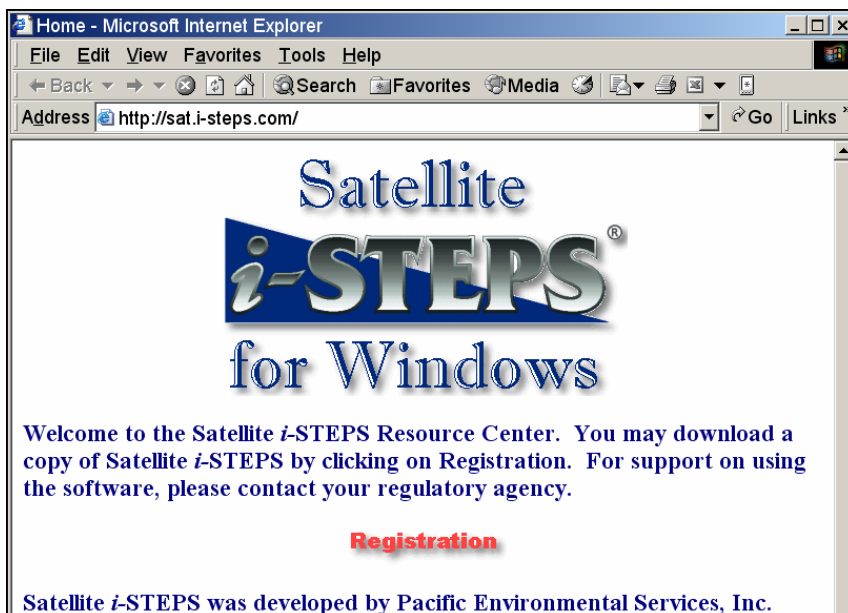 Home - Microsoft Internet Explorer
File Edit View Favorites Tools Help
Back Search Favorites Media
Address http://sat.i-steps.com/ Go Links »
Satellite
i-STEPS®
for Windows
Welcome to the Satellite i-STEPS Resource Center. You may download a
copy of Satellite i-STEPS by clicking on Registration. For support on using
the software, please contact your regulatory agency.
Registration
Satellite i-STEPS was developed by Pacific Environmental Services, Inc.